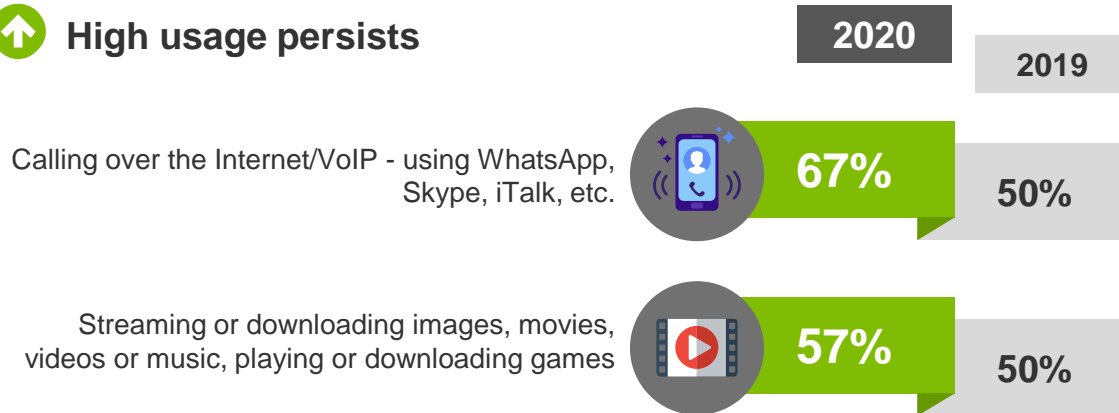 High usage persists
2020
2019
Calling over the Internet/VoIP - using WhatsApp,
Skype, iTalk, etc.
67%
50%
Streaming or downloading images, movies,
videos or music, playing or downloading games
57%
50%